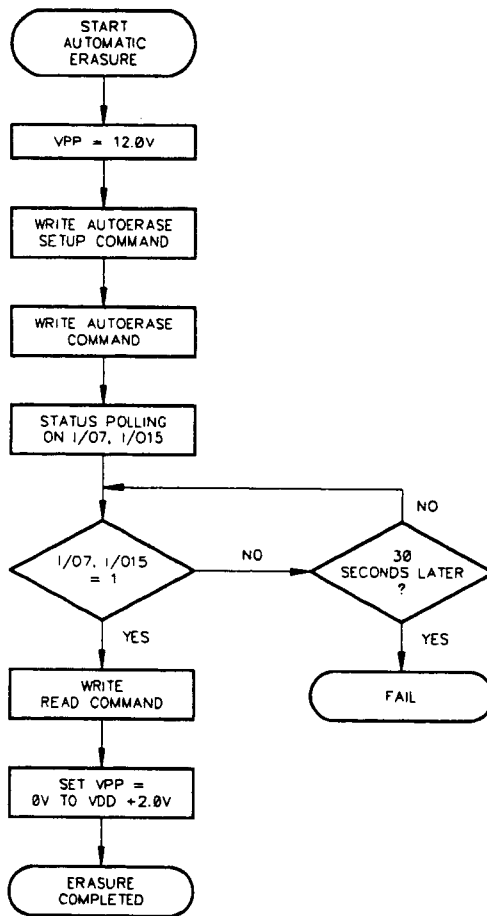 START
AUTOMATIC
ERASURE
VPP = 12.0V
WRITE AUTOERASE
SETUP COMMAND
WRITE AUTOERASE
COMMAND
STATUS POLLING
ON I/O7, I/O15
NO
I/O7, I/O15
= 1
NO
30
SECONDS LATER
?
YES
YES
WRITE
READ COMMAND
FAIL
SET VPP =
0V TO VDD +2.0V
ERASURE
COMPLETED